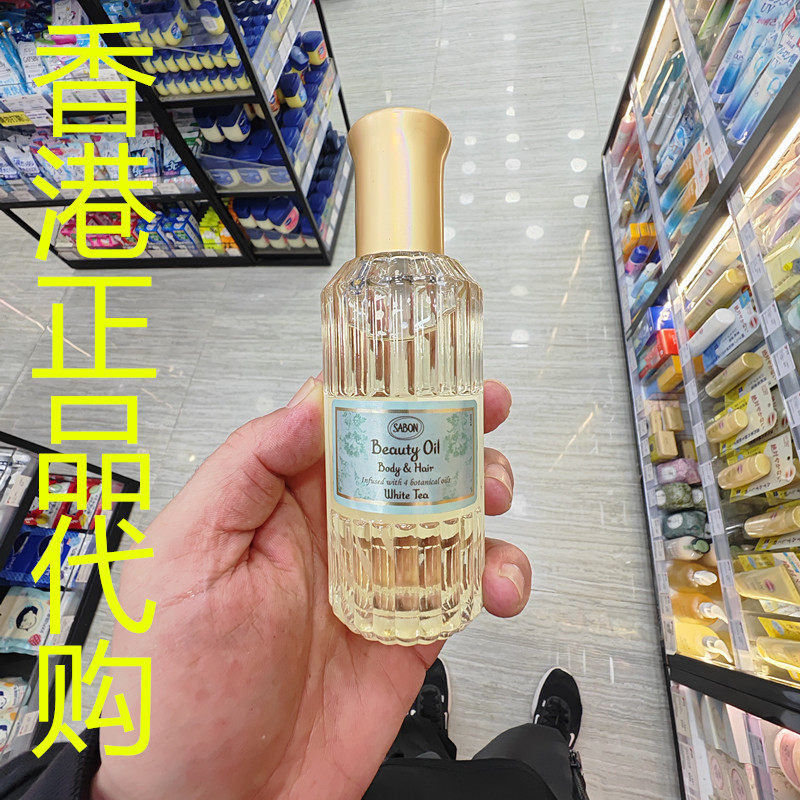 香港正品代购
SABON
Beauty Oil
Body & Hair
Infused with 4 botanical oils
White Tea